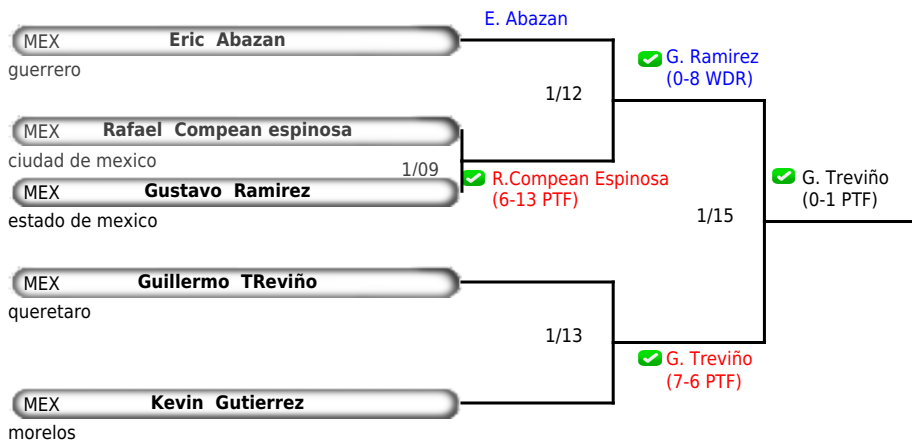 E. Abazan
MEX Eric Abazan
guerrero
G. Ramirez
(0-8 WDR)
1/12
MEX Rafael Compean espinosa
ciudad de mexico
1/09
R.Compean Espinosa
(6-13 PTF)
MEX Gustavo Ramirez
estado de mexico
G. Treviño
(0-1 PTF)
1/15
MEX Guillermo TReviño
queretaro
1/13
G. Treviño
(7-6 PTF)
MEX Kevin Gutierrez
morelos